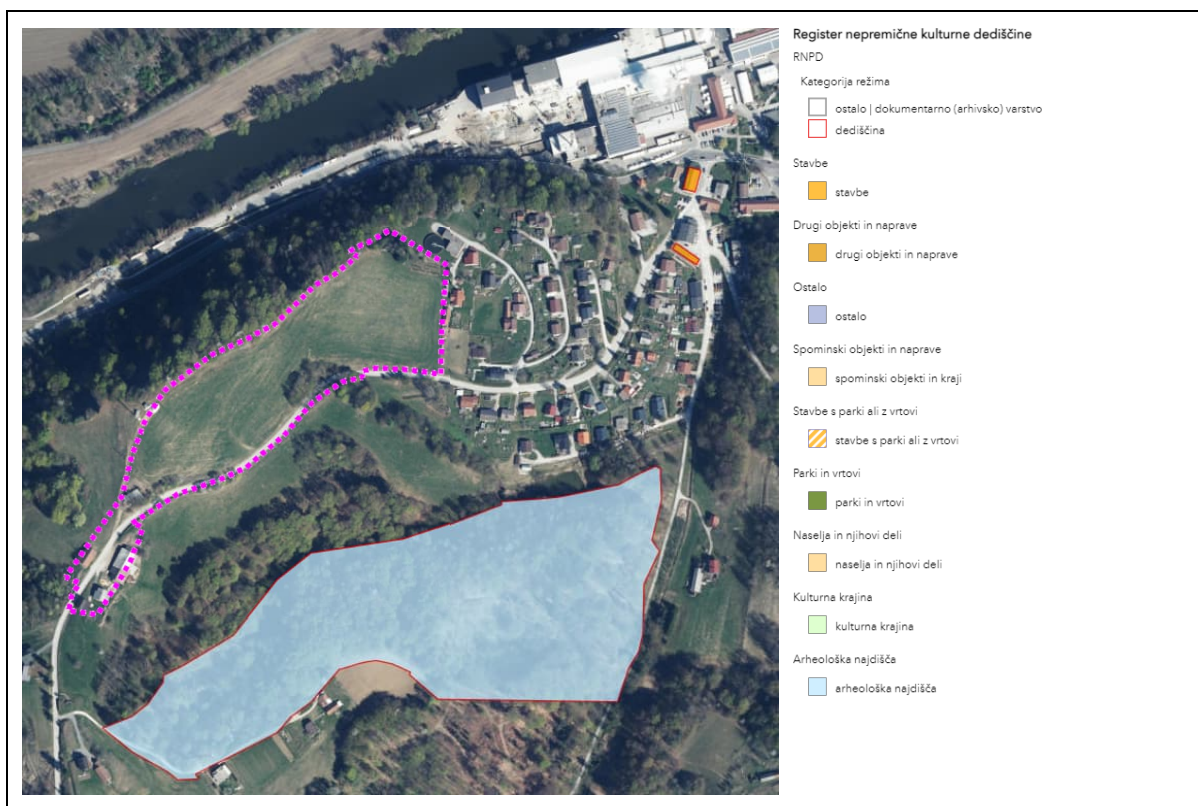 Register nepremične kulturne dediščine
RNPD
Kategorija režima
ostalo | dokumentarno (arhivsko) varstvo
dediščina
Stavbe
stavbe
Drugi objekti in naprave
drugi objekti in naprave
Ostalo
ostalo
Spominski objekti in naprave
spominski objekti in kraji
Stavbe s parki ali z vrtovi
stavbe s parki ali z vrtovi
Parki in vrtovi
parki in vrtovi
Naselja in njihovi deli
naselja in njihovi deli
Kulturna krajina
kulturna krajina
Arheološka najdišča
arheološka najdišča